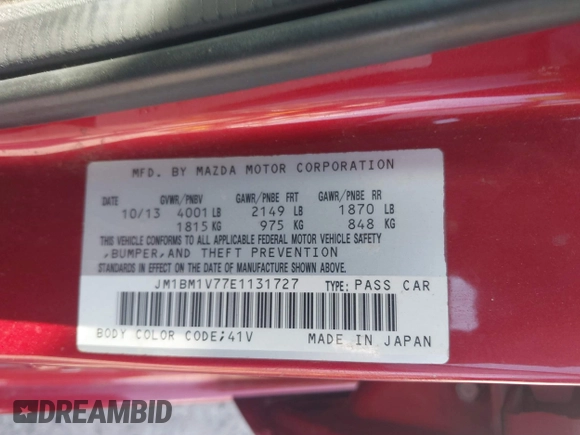 MFD. BY MAZDA MOTOR CORPORATION
DATE GVWR/PNBV GAWR/PNBE FRT GAWR/PNBE RR
10/13 4001 LB 2149 LB 1870 LB
1815 KG 975 KG 848 KG
THIS VEHICLE CONFORMS TO ALL APPLICABLE FEDERAL MOTOR VEHICLE SAFETY
,BUMPER,AND THEFT PREVENTION
STANDARDS IN EFFECT ON THE DATE OF MANUFACTURE SHOWN ABOVE.
JM1BM1V77E1131727 TYPE: PASS CAR
BODY COLOR CODE;41V MADE IN JAPAN
DREAMBID